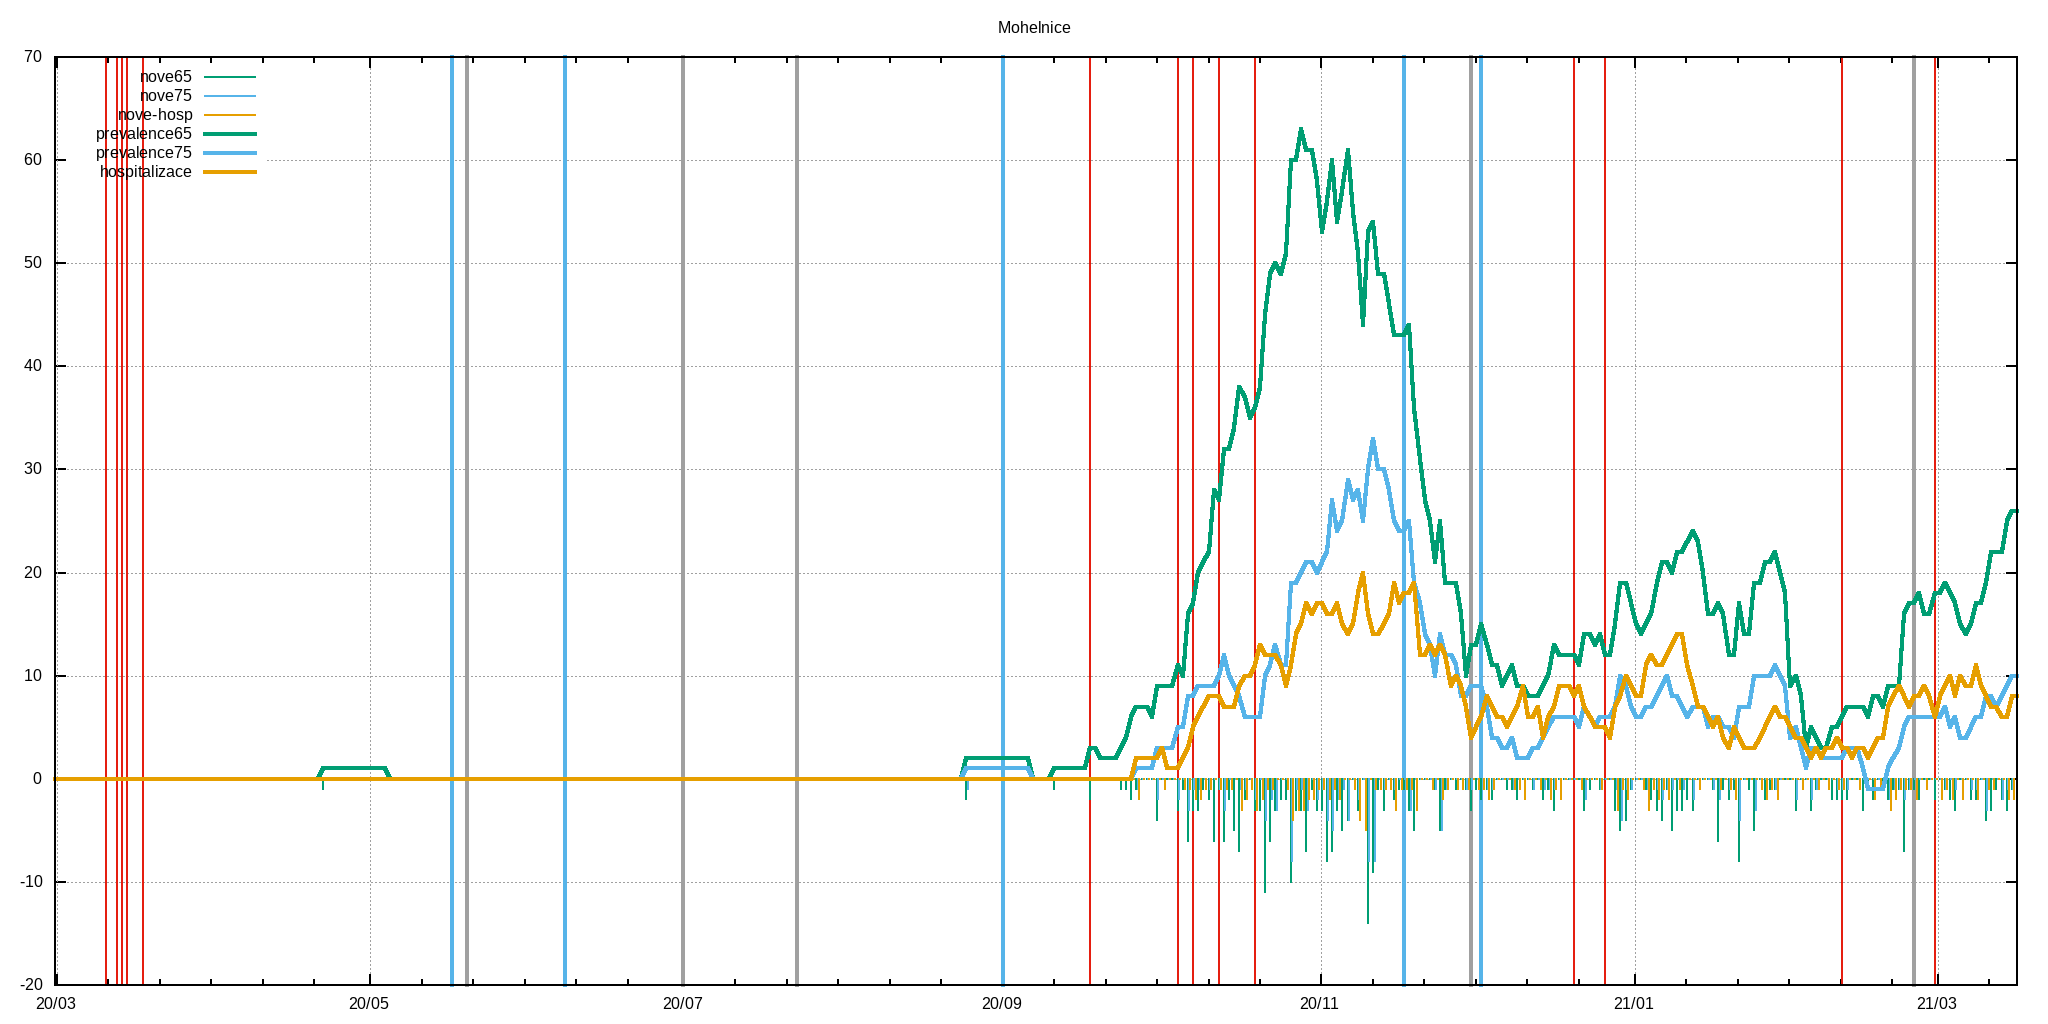 Mohelnice
70
60
50
40
30
20
10
0
-10
-20
nove65
nove75
nove-hosp
prevalence65
prevalence75
hospitalizace
20/03 20/05 20/07 20/09 20/11 21/01 21/03